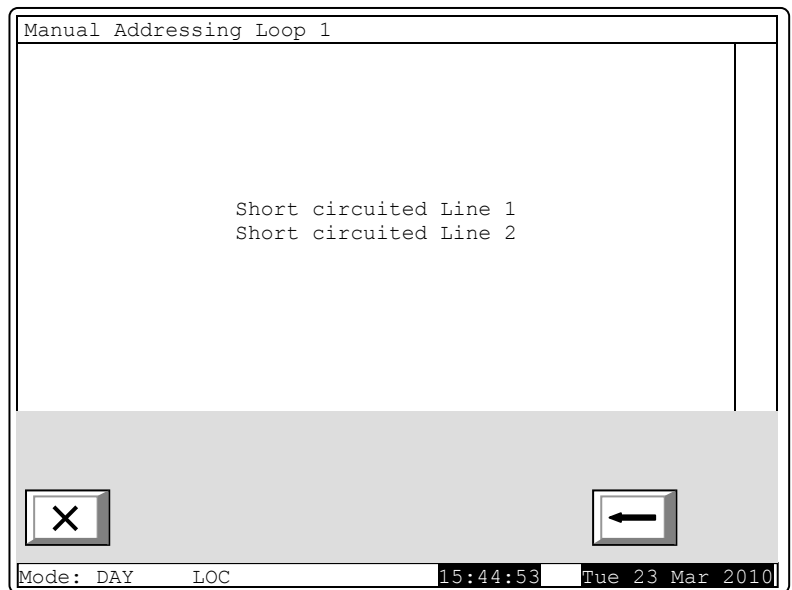 Manual Addressing Loop 1
Short circuited Line 1
Short circuited Line 2
Mode: DAY LOC 15:44:53 Tue 23 Mar 2010